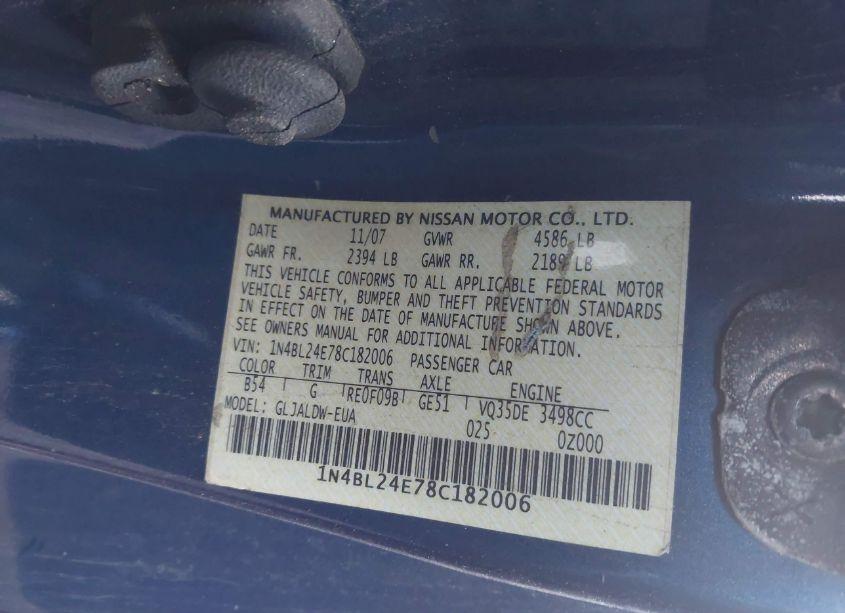 MANUFACTURED BY NISSAN MOTOR CO., LTD.
DATE 11/07 GVWR 4586 LB
GAWR FR. 2394 LB GAWR RR. 2189 LB
THIS VEHICLE CONFORMS TO ALL APPLICABLE FEDERAL MOTOR
VEHICLE SAFETY, BUMPER AND THEFT PREVENTION STANDARDS
IN EFFECT ON THE DATE OF MANUFACTURE SHOWN ABOVE.
SEE OWNERS MANUAL FOR ADDITIONAL INFORMATION.
VIN: 1N4BL24E78C182006 PASSENGER CAR
COLOR TRIM TRANS AXLE ENGINE
B54 G RE0F09B GE51 VQ35DE 3498CC
MODEL: GLJALDW-EUA 025 0Z000
1N4BL24E78C182006